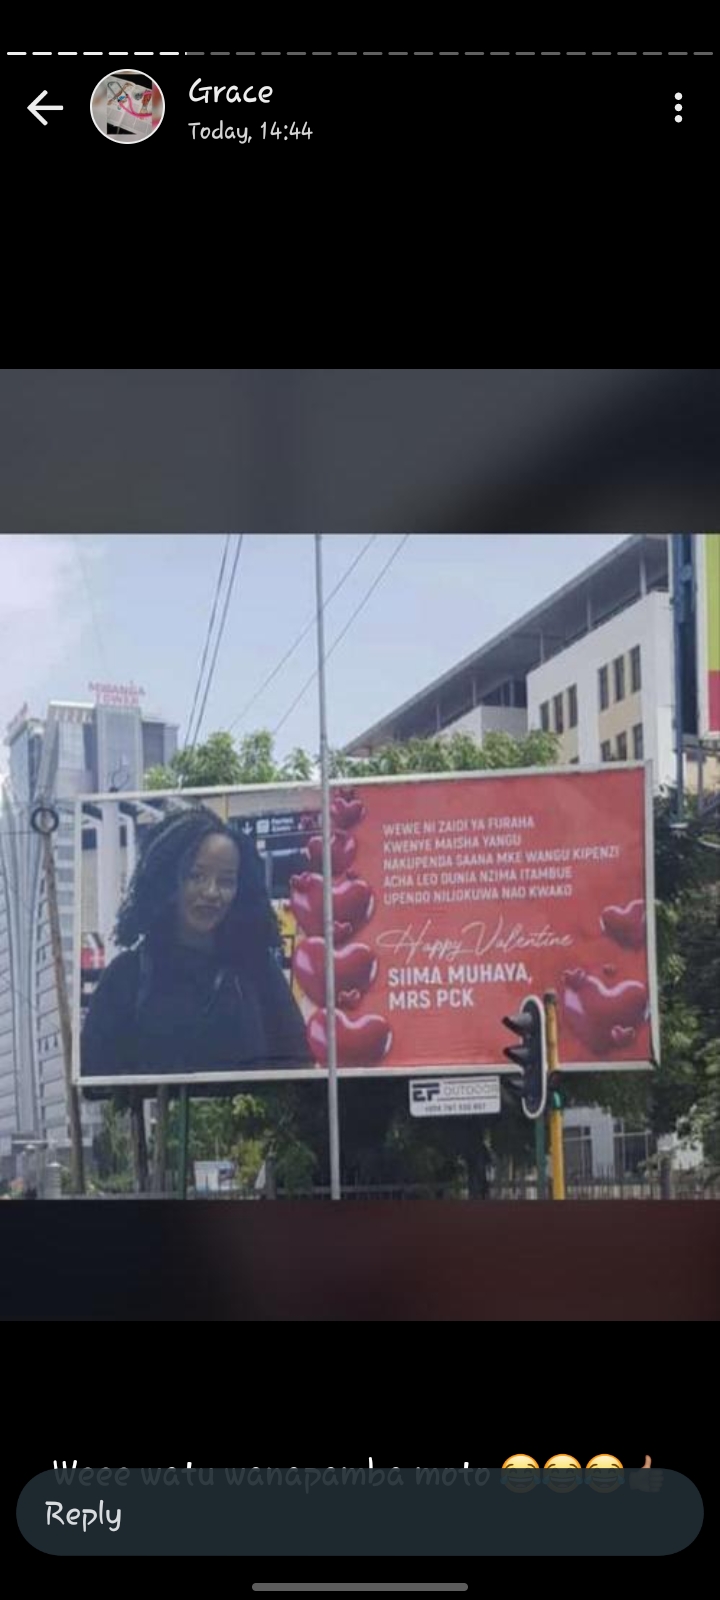 Grace
Today, 14:44
MWANGA
TOWER
WEWE NI ZAIDI YA FURAHA
KWENYE MAISHA YANGU
NAKUPENDA SAANA MKE WANGU KIPENZI
ACHA LEO DUNIA NZIMA ITAMBUE
UPENDO NILIOKUWA NAO KWAKO
Happy Valentine
SIIMA MUHAYA,
MRS PCK
EF OUTDOOR
Weee watu wanapamba moto 😂😂😂👍🏽
Reply